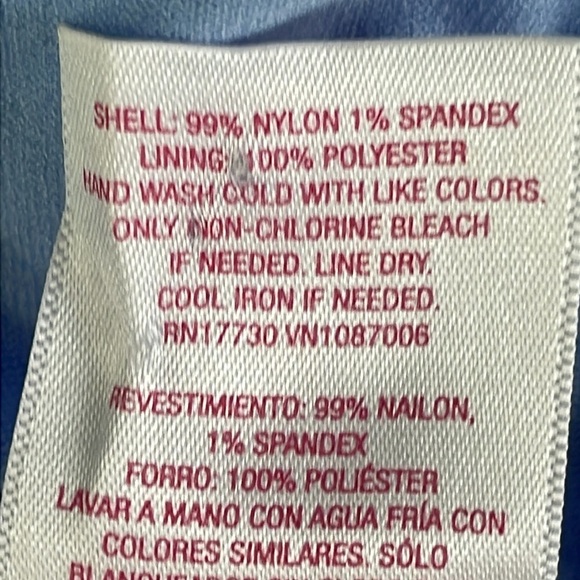 SHELL: 99% NYLON 1% SPANDEX
LINING: 100% POLYESTER
HAND WASH COLD WITH LIKE COLORS.
ONLY NON-CHLORINE BLEACH
IF NEEDED. LINE DRY.
COOL IRON IF NEEDED.
RN17730 VN1087006
REVESTIMIENTO: 99% NAILON,
1% SPANDEX
FORRO: 100% POLIÉSTER
LAVAR A MANO CON AGUA FRÍA CON
COLORES SIMILARES. SÓLO